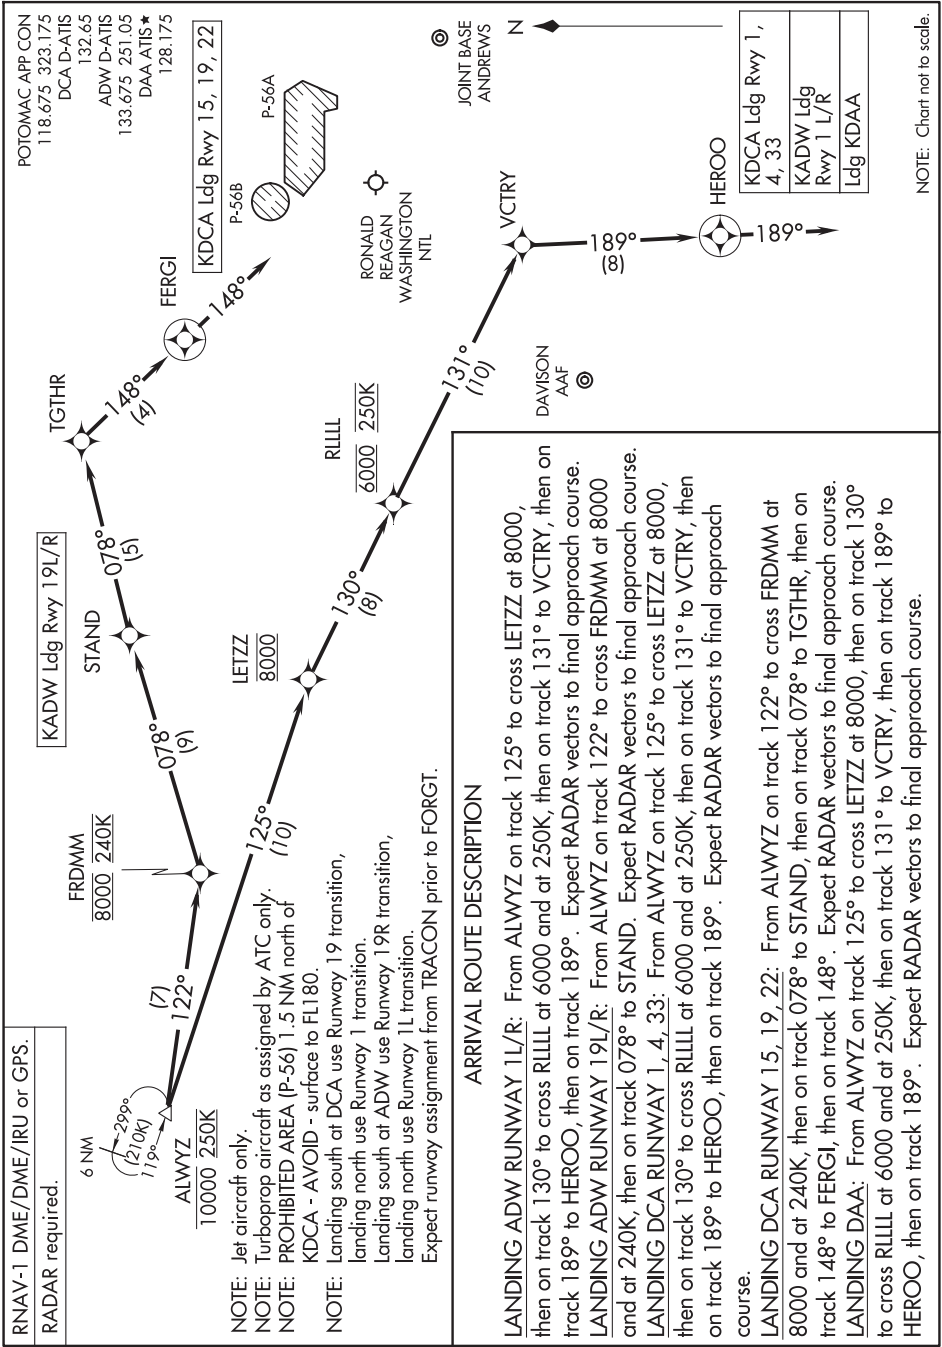 RNAV-1 DME/DME/IRU or GPS.
RADAR required.
POTOMAC APP CON
118.675 323.175
DCA D-ATIS
132.65
ADW D-ATIS
133.675 251.05
DAA ATIS★
128.175
KADW Ldg Rwy 19L/R
KDCA Ldg Rwy 15, 19, 22
6 NM
299°
(210K)
119°
ALWYZ
10000 250K
(7)
122°
FRDMM
8000 240K
078°
(9)
STAND
078°
(5)
TGTHR
148°
(4)
FERGI
148°
P-56B
P-56A
125°
(10)
LETZZ
8000
130°
(8)
RLLLL
6000 250K
131°
(10)
VCTRY
189°
(8)
HEROO
189°
RONALD
REAGAN
WASHINGTON
NTL
JOINT BASE
ANDREWS
N
DAVISON
AAF
KDCA Ldg Rwy 1,
4, 33
KADW Ldg
Rwy 1 L/R
Ldg KDAA
NOTE: Chart not to scale.
NOTE: Jet aircraft only.
NOTE: Turboprop aircraft as assigned by ATC only.
NOTE: PROHIBITED AREA (P-56) 1.5 NM north of
KDCA - AVOID - surface to FL180.
NOTE: Landing south at DCA use Runway 19 transition,
landing north use Runway 1 transition.
Landing south at ADW use Runway 19R transition,
landing north use Runway 1L transition.
Expect runway assignment from TRACON prior to FORGT.
ARRIVAL ROUTE DESCRIPTION
LANDING ADW RUNWAY 1L/R: From ALWYZ on track 125° to cross LETZZ at 8000,
then on track 130° to cross RLLLL at 6000 and at 250K, then on track 131° to VCTRY, then on
track 189° to HEROO, then on track 189°. Expect RADAR vectors to final approach course.
LANDING ADW RUNWAY 19L/R: From ALWYZ on track 122° to cross FRDMM at 8000
and at 240K, then on track 078° to STAND. Expect RADAR vectors to final approach course.
LANDING DCA RUNWAY 1, 4, 33: From ALWYZ on track 125° to cross LETZZ at 8000,
then on track 130° to cross RLLLL at 6000 and at 250K, then on track 131° to VCTRY, then
on track 189° to HEROO, then on track 189°. Expect RADAR vectors to final approach
course.
LANDING DCA RUNWAY 15, 19, 22: From ALWYZ on track 122° to cross FRDMM at
8000 and at 240K, then on track 078° to STAND, then on track 078° to TGTHR, then on
track 148° to FERGI, then on track 148°. Expect RADAR vectors to final approach course.
LANDING DAA: From ALWYZ on track 125° to cross LETZZ at 8000, then on track 130°
to cross RLLLL at 6000 and at 250K, then on track 131° to VCTRY, then on track 189° to
HEROO, then on track 189°. Expect RADAR vectors to final approach course.